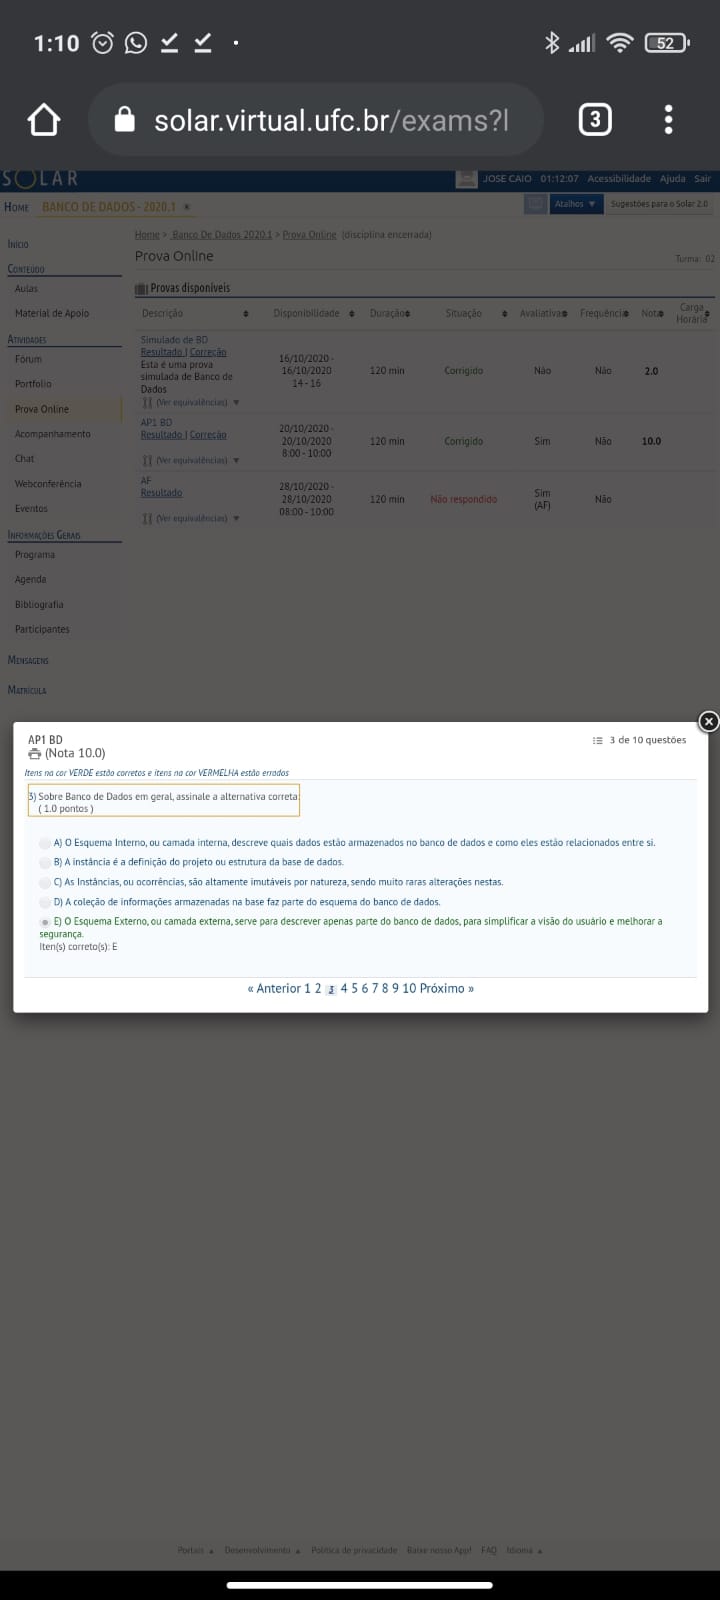 1:10
52
solar.virtual.ufc.br/exams?l
3
SOLAR
JOSE CAIO 01:12:07 Acessibilidade Ajuda Sair
HOME BANCO DE DADOS - 2020.1
Atalhos ▼ Sugestões para o Solar 2.0
Home > Banco De Dados 2020.1 > Prova Online (disciplina encerrada)
Prova Online
Turma: 02
INÍCIO
CONTEÚDO
Aulas
Material de Apoio
ATIVIDADES
Fórum
Portfolio
Prova Online
Acompanhamento
Chat
Webconferência
Eventos
INFORMAÇÕES GERAIS
Programa
Agenda
Bibliografia
Participantes
MENSAGENS
MATRÍCULA
Provas disponíveis
Descrição Disponibilidade Duração Situação Avaliativa Frequência Nota Carga Horária
Simulado de BD
Resultado | Correção
Esta é uma prova
simulada de Banco de
Dados
(Ver equivalências) ▼
16/10/2020 -
16/10/2020
14 - 16
120 min Corrigido Não Não 2.0
AP1 BD
Resultado | Correção
(Ver equivalências) ▼
20/10/2020 -
20/10/2020
8:00 - 10:00
120 min Corrigido Sim Não 10.0
AF
Resultado
(Ver equivalências) ▼
28/10/2020 -
28/10/2020
08:00 - 10:00
120 min Não respondido Sim
(AF)
Não
AP1 BD
(Nota 10.0)
3 de 10 questões
Itens na cor VERDE estão corretos e itens na cor VERMELHA estão errados
3) Sobre Banco de Dados em geral, assinale a alternativa correta:
( 1.0 pontos )
A) O Esquema Interno, ou camada interna, descreve quais dados estão armazenados no banco de dados e como eles estão relacionados entre si.
B) A instância é a definição do projeto ou estrutura da base de dados.
C) As Instâncias, ou ocorrências, são altamente imutáveis por natureza, sendo muito raras alterações nestas.
D) A coleção de informações armazenadas na base faz parte do esquema do banco de dados.
E) O Esquema Externo, ou camada externa, serve para descrever apenas parte do banco de dados, para simplificar a visão do usuário e melhorar a
segurança.
Iten(s) correto(s): E
« Anterior 1 2 3 4 5 6 7 8 9 10 Próximo »
Portais ▲ Desenvolvimento ▲ Política de privacidade Baixe nosso App! FAQ Idioma ▲